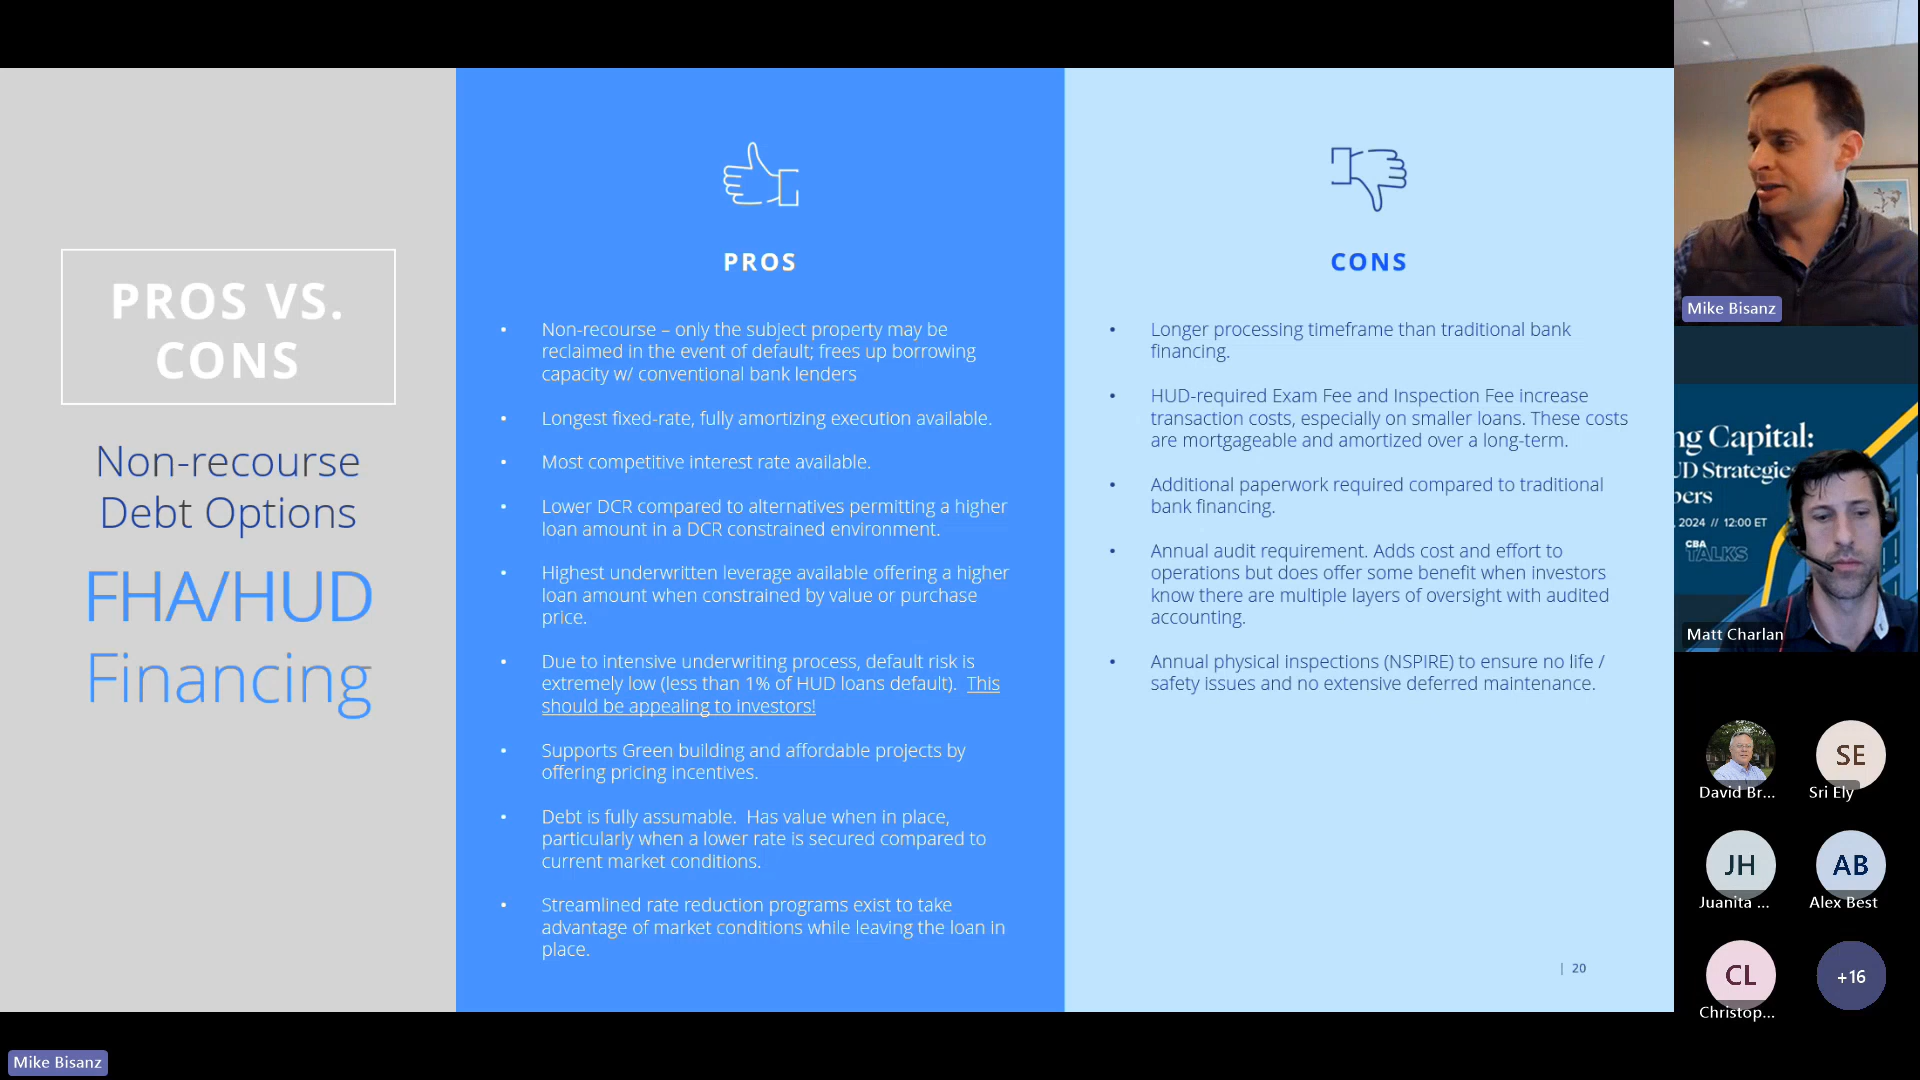 PROS VS.
CONS
Non-recourse
Debt Options
FHA/HUD
Financing
PROS
• Non-recourse – only the subject property may be
reclaimed in the event of default; frees up borrowing
capacity w/ conventional bank lenders
• Longest fixed-rate, fully amortizing execution available.
• Most competitive interest rate available.
• Lower DCR compared to alternatives permitting a higher
loan amount in a DCR constrained environment.
• Highest underwritten leverage available offering a higher
loan amount when constrained by value or purchase
price.
• Due to intensive underwriting process, default risk is
extremely low (less than 1% of HUD loans default).  This
should be appealing to investors!
• Supports Green building and affordable projects by
offering pricing incentives.
• Debt is fully assumable.  Has value when in place,
particularly when a lower rate is secured compared to
current market conditions.
• Streamlined rate reduction programs exist to take
advantage of market conditions while leaving the loan in
place.
CONS
• Longer processing timeframe than traditional bank
financing.
• HUD-required Exam Fee and Inspection Fee increase
transaction costs, especially on smaller loans. These costs
are mortgageable and amortized over a long-term.
• Additional paperwork required compared to traditional
bank financing.
• Annual audit requirement. Adds cost and effort to
operations but does offer some benefit when investors
know there are multiple layers of oversight with audited
accounting.
• Annual physical inspections (NSPIRE) to ensure no life /
safety issues and no extensive deferred maintenance.
| 20
Mike Bisanz
ng Capital:
UD Strategies
pers
, 2024 // 12:00 ET
CBA
TALKS
Matt Charlan
David Br...
SE
Sri Ely
JH
Juanita ...
AB
Alex Best
CL
Christop...
+16
Mike Bisanz